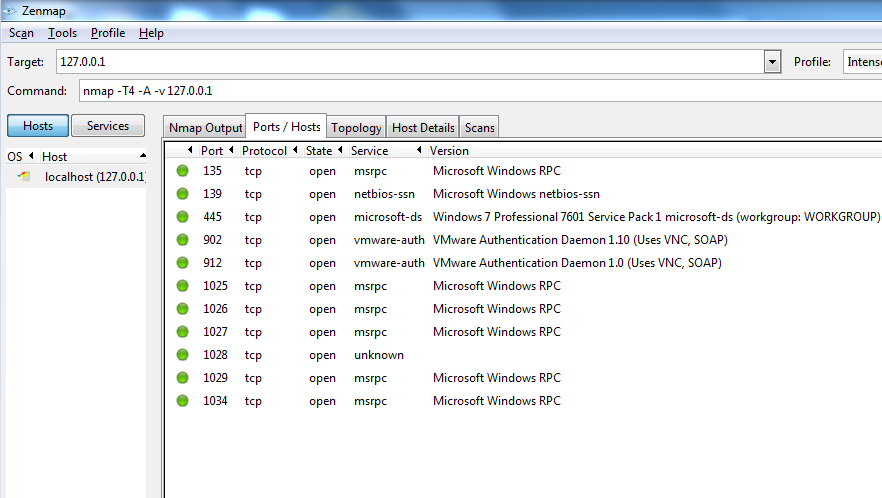 Zenmap
Scan Tools Profile Help
Target: 127.0.0.1 Profile: Intens
Command: nmap -T4 -A -v 127.0.0.1
Hosts Services Nmap Output Ports / Hosts Topology Host Details Scans
OS Host Port Protocol State Service Version
localhost (127.0.0.1)
135 tcp open msrpc Microsoft Windows RPC
139 tcp open netbios-ssn Microsoft Windows netbios-ssn
445 tcp open microsoft-ds Windows 7 Professional 7601 Service Pack 1 microsoft-ds (workgroup: WORKGROUP)
902 tcp open vmware-auth VMware Authentication Daemon 1.10 (Uses VNC, SOAP)
912 tcp open vmware-auth VMware Authentication Daemon 1.0 (Uses VNC, SOAP)
1025 tcp open msrpc Microsoft Windows RPC
1026 tcp open msrpc Microsoft Windows RPC
1027 tcp open msrpc Microsoft Windows RPC
1028 tcp open unknown
1029 tcp open msrpc Microsoft Windows RPC
1034 tcp open msrpc Microsoft Windows RPC